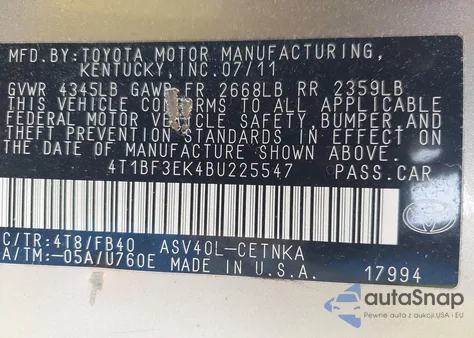 MFD.BY:TOYOTA MOTOR MANUFACTURING,
KENTUCKY, INC.07/11
GVWR 4345LB GAWR FR 2668LB RR 2359LB
THIS VEHICLE CONFORMS TO ALL APPLICABLE
FEDERAL MOTOR VEHICLE SAFETY, BUMPER, AND
THEFT PREVENTION STANDARDS IN EFFECT ON
THE DATE OF MANUFACTURE SHOWN ABOVE.
4T1BF3EK4BU225547 PASS.CAR
C/TR:4T8/FB40 ASV40L-CETNKA
A/TM:-05A/U760E MADE IN U.S.A. 17994
autoSnap
Pewne auta z aukcji USA i EU